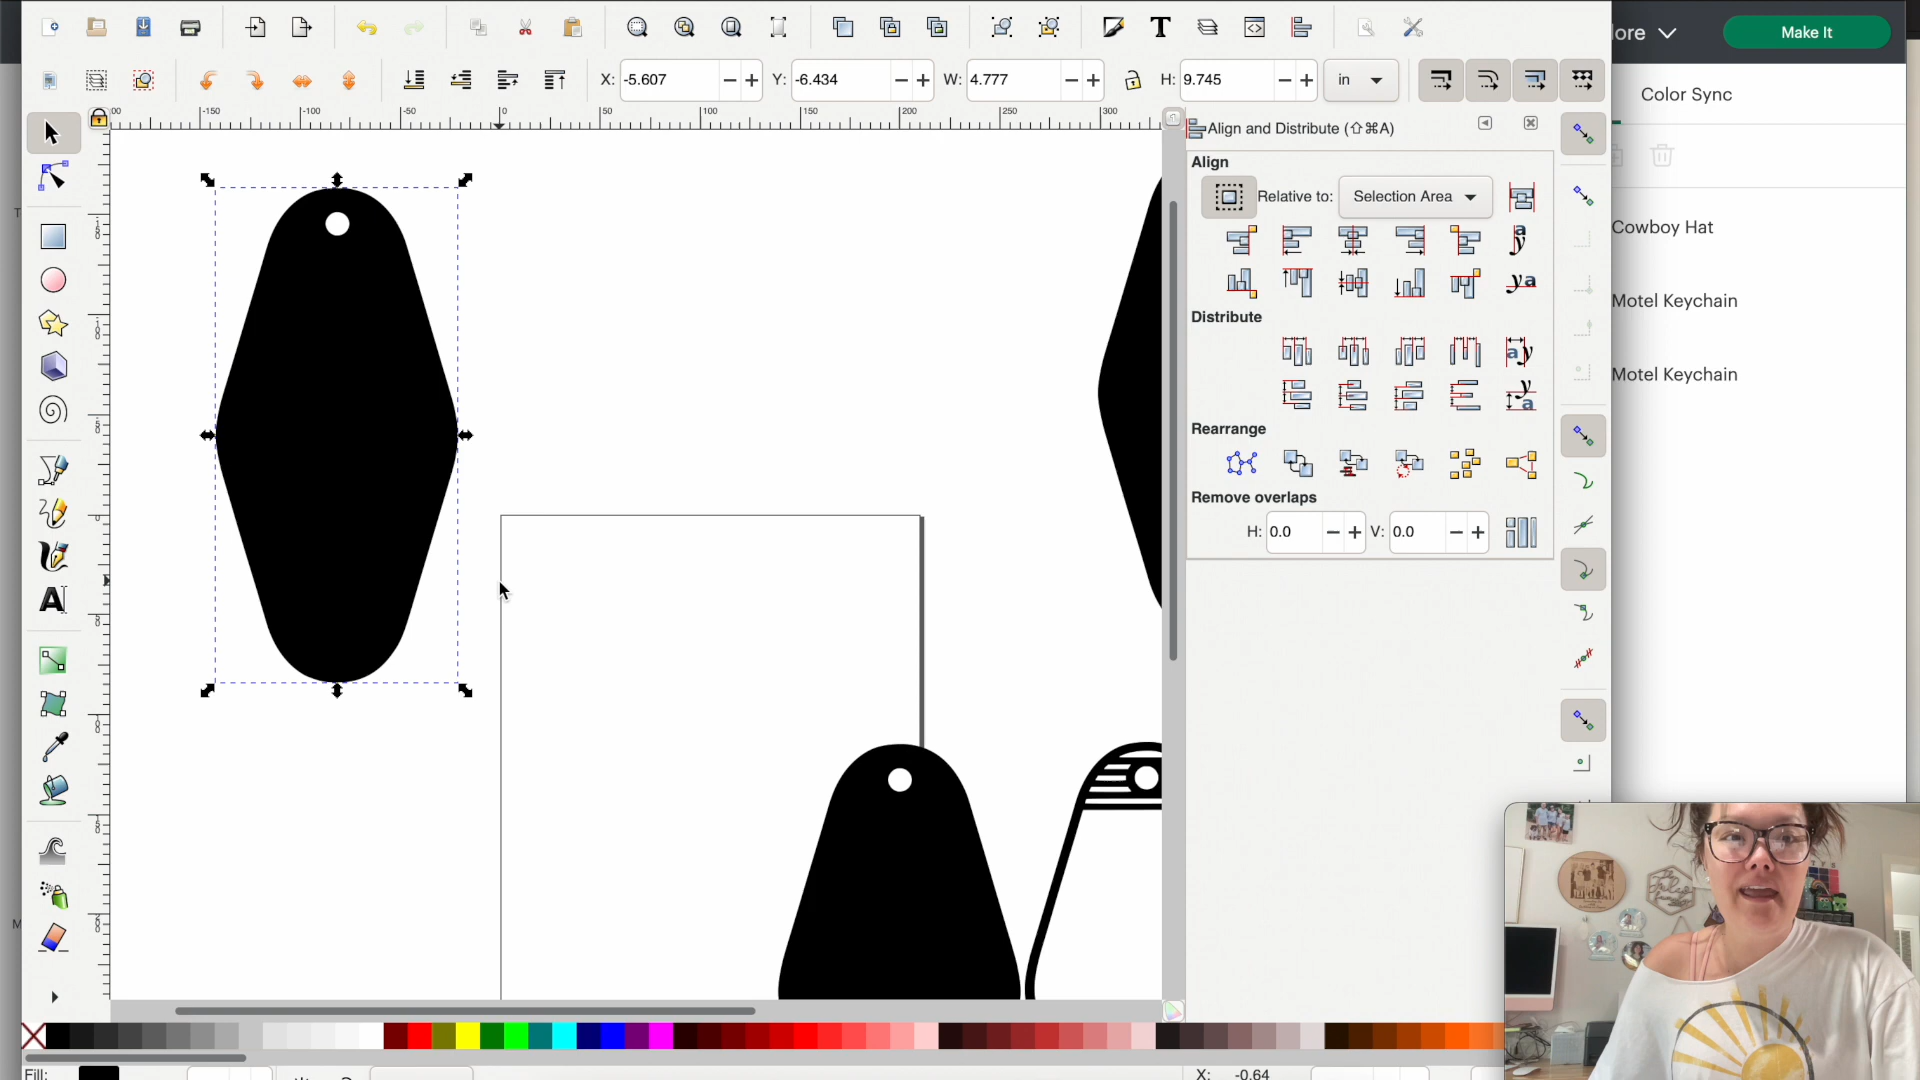 lore
Make It
X:
-5.607
Y:
-6.434
W:
4.777
H:
9.745
in
-150
-100
-50
0
50
100
150
200
250
300
Align and Distribute (⇧⌘A)
Color Sync
Align
Relative to:
Selection Area
Cowboy Hat
Motel Keychain
Distribute
Motel Keychain
Rearrange
Remove overlaps
H:
0.0
V:
0.0
Fill:
X:
-0.64